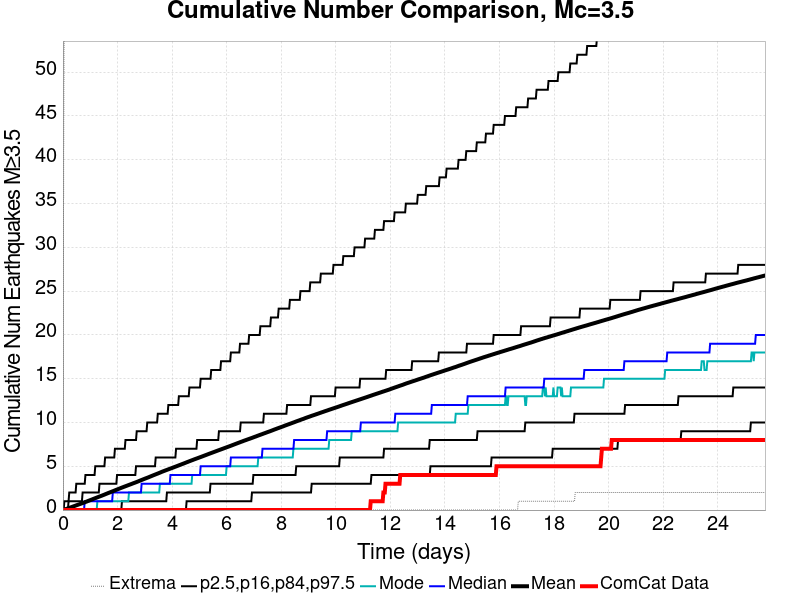 Cumulative Number Comparison, Mc=3.5
Cumulative Num Earthquakes M≥3.5
50
45
40
35
30
25
20
15
10
5
0
0 2 4 6 8 10 12 14 16 18 20 22 24
Time (days)
Extrema p2.5,p16,p84,p97.5 Mode Median Mean ComCat Data